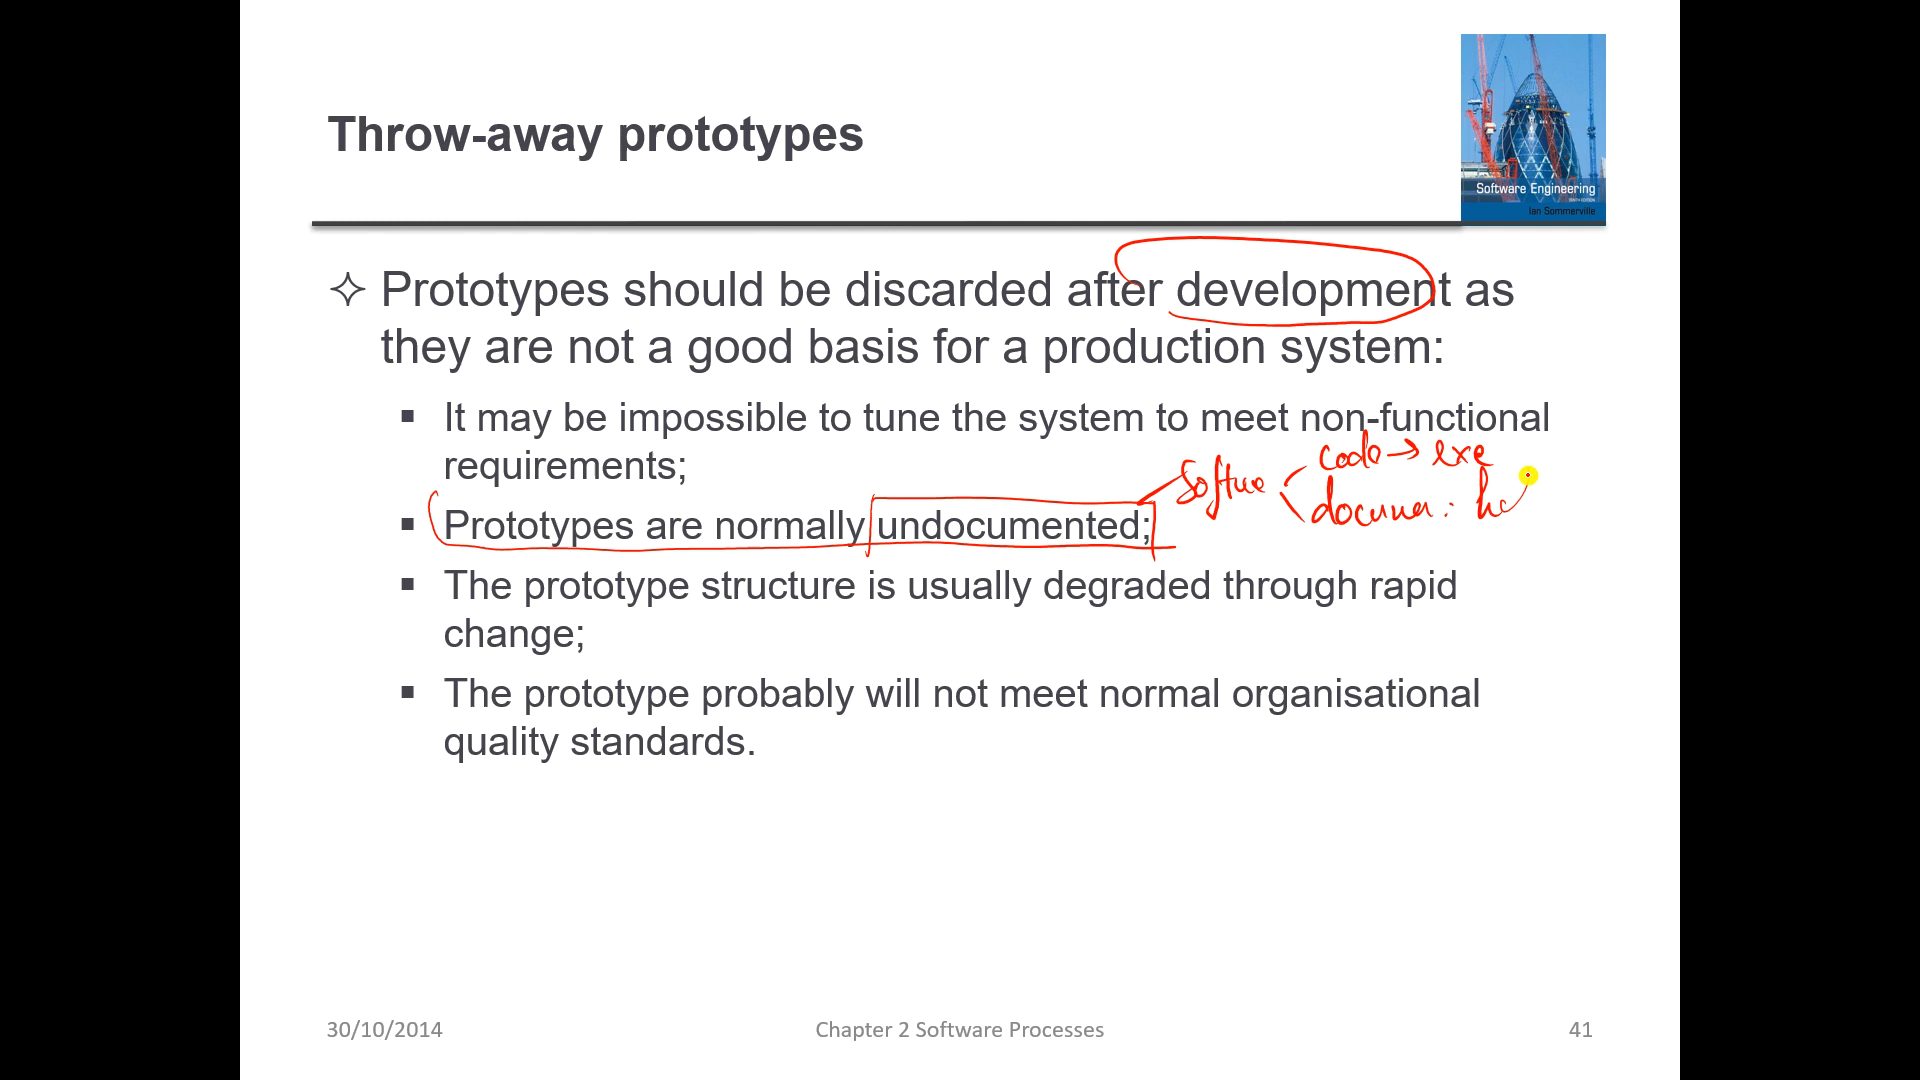 Throw-away prototypes
Software Engineering
Ian Sommerville
✧ Prototypes should be discarded after development as
they are not a good basis for a production system:
▪ It may be impossible to tune the system to meet non-functional
requirements;
code → exe
▪ Prototypes are normally undocumented;
▪ The prototype structure is usually degraded through rapid
change;
▪ The prototype probably will not meet normal organisational
quality standards.
30/10/2014
Chapter 2 Software Processes
41